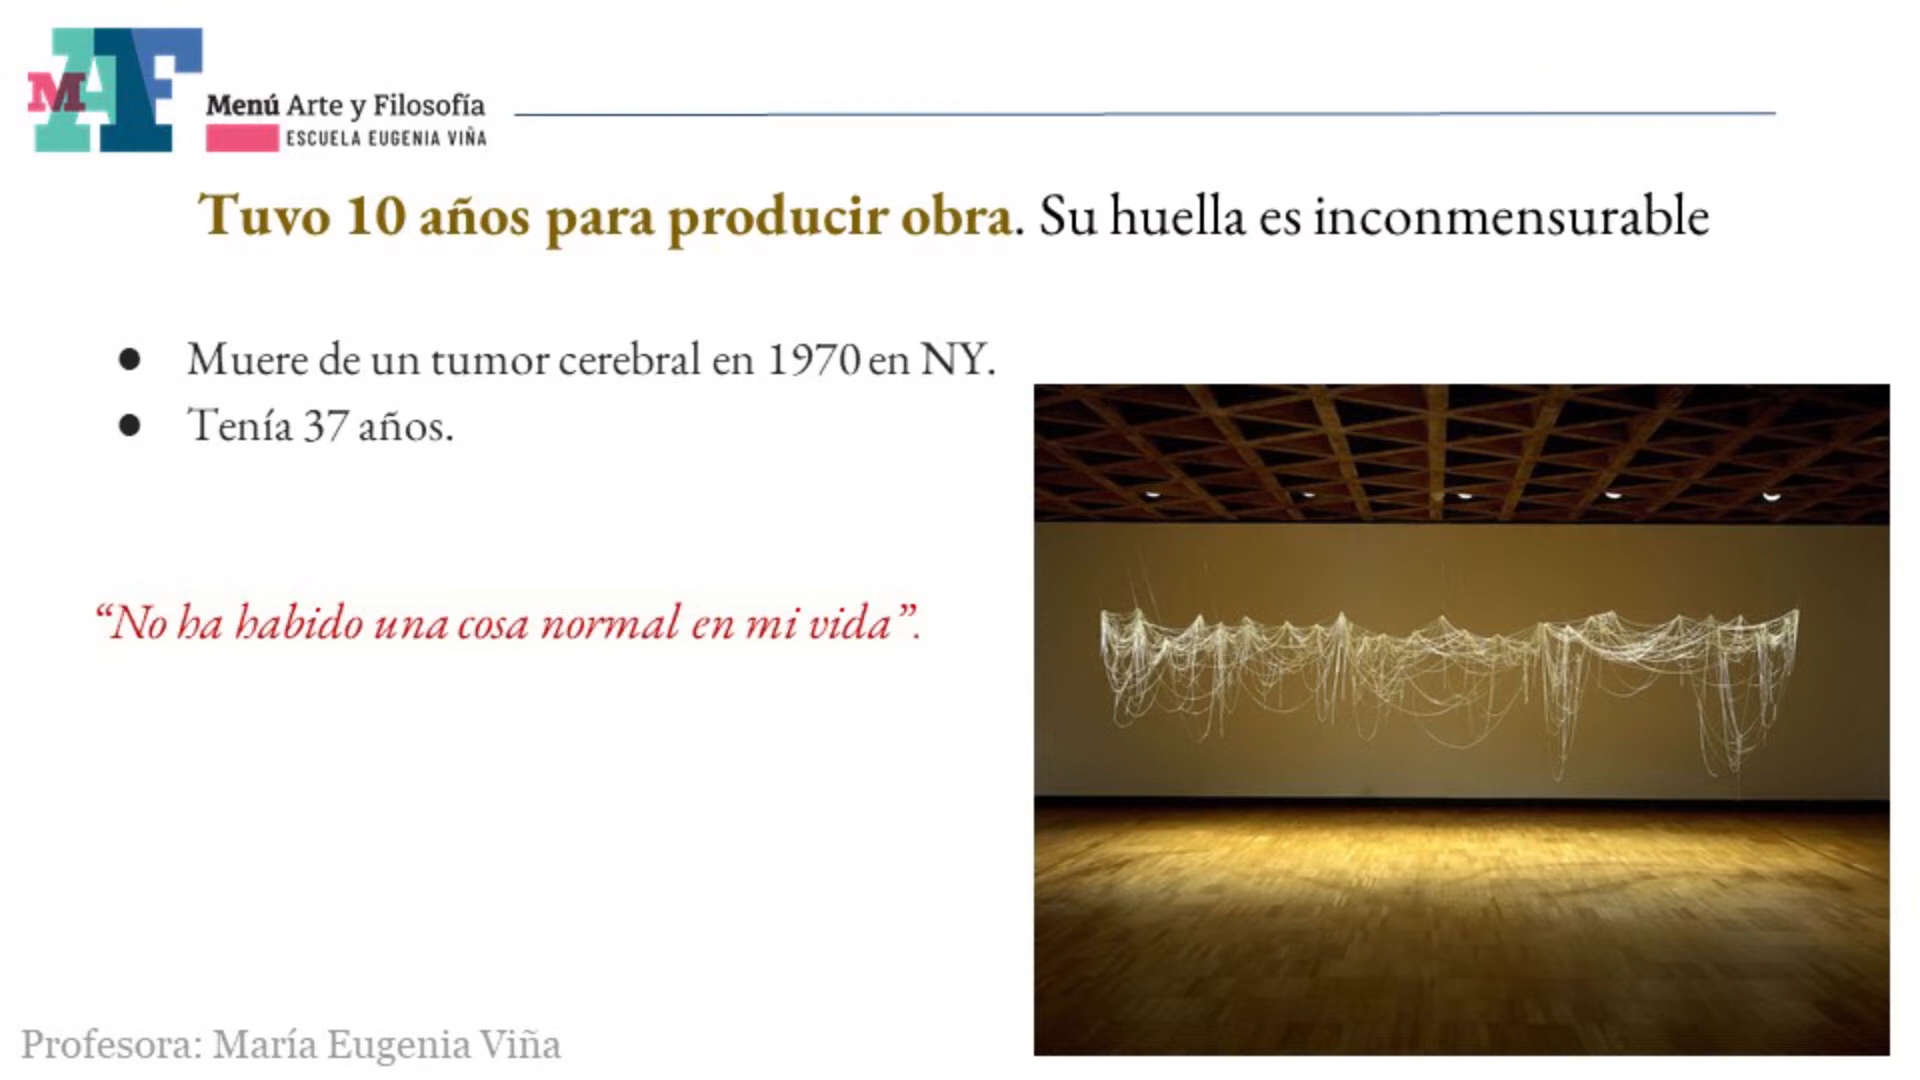 MAF
Menú Arte y Filosofía
ESCUELA EUGENIA VIÑA
Tuvo 10 años para producir obra. Su huella es inconmensurable
● Muere de un tumor cerebral en 1970 en NY.
● Tenía 37 años.
“No ha habido una cosa normal en mi vida”.
Profesora: María Eugenia Viña